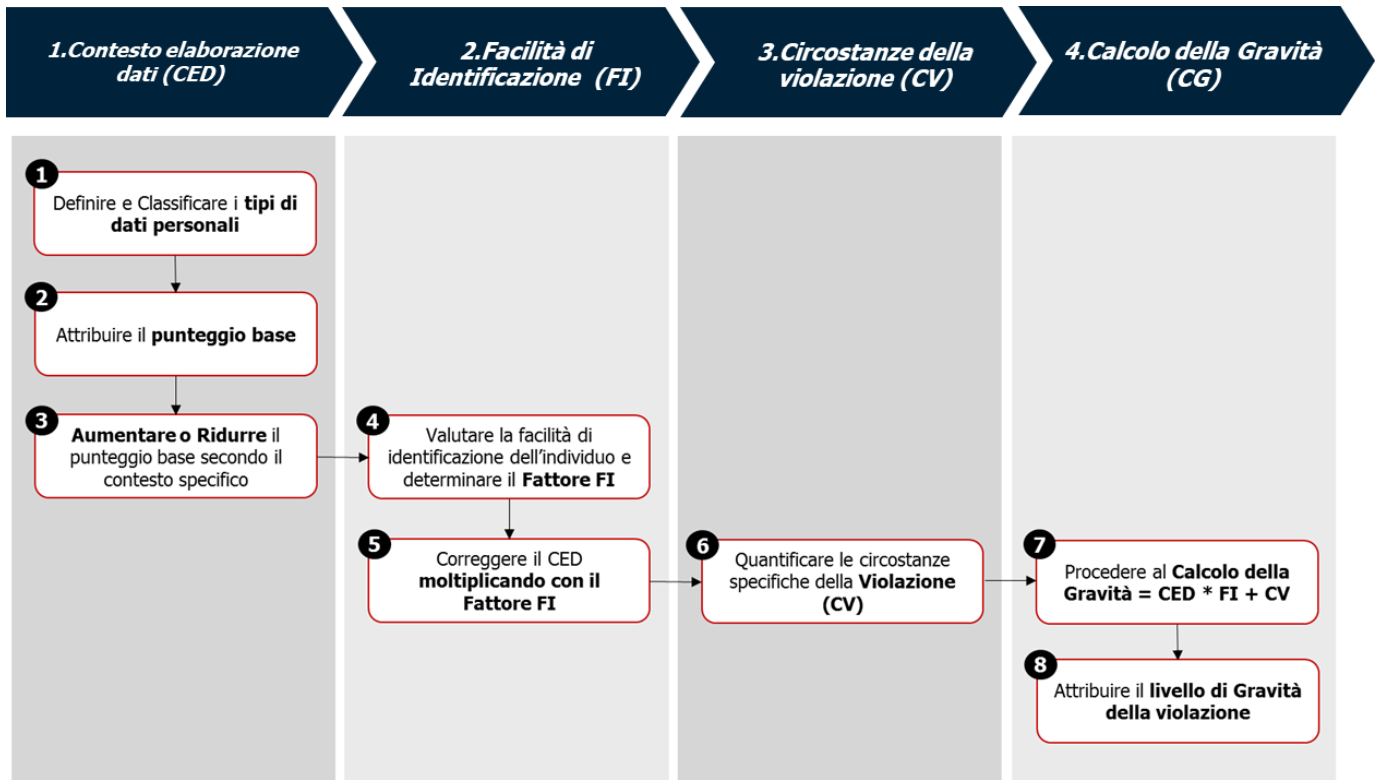 1.Contesto elaborazione
dati (CED)
2.Facilità di
Identificazione (FI)
3.Circostanze della
violazione (CV)
4.Calcolo della Gravità
(CG)
1
Definire e Classificare i tipi di
dati personali
2
Attribuire il punteggio base
3
Aumentare o Ridurre il
punteggio base secondo il
contesto specifico
4
Valutare la facilità di
identificazione dell'individuo e
determinare il Fattore FI
5
Correggere il CED
moltiplicando con il
Fattore FI
6
Quantificare le circostanze
specifiche della Violazione
(CV)
7
Procedere al Calcolo della
Gravità = CED * FI + CV
8
Attribuire il livello di Gravità
della violazione